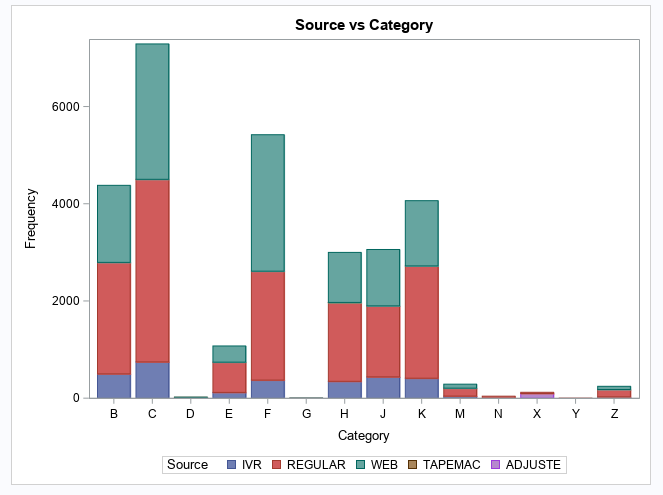 Source vs Category
Frequency
6000
4000
2000
0
B C D E F G H J K M N X Y Z
Category
Source IVR REGULAR WEB TAPEMAC ADJUSTE